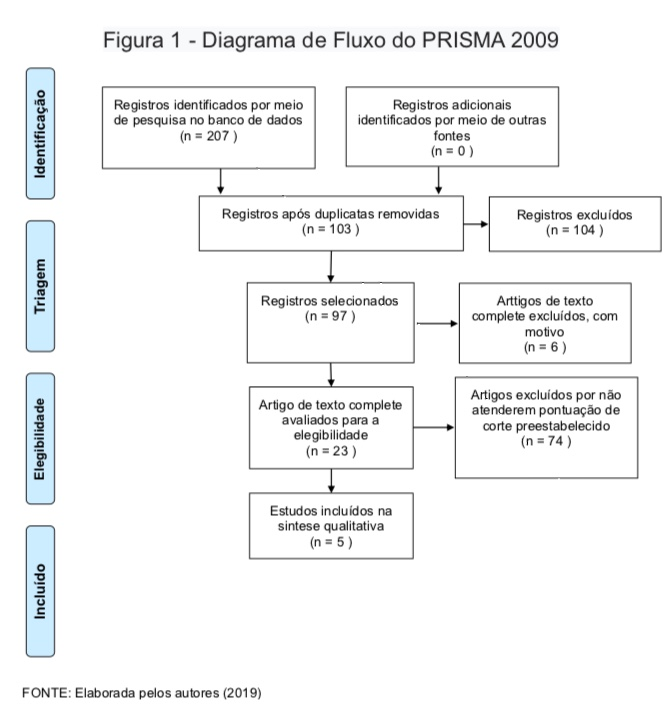 Figura 1 - Diagrama de Fluxo do PRISMA 2009
Identificação
Registros identificados por meio
de pesquisa no banco de dados
(n = 207 )
Registros adicionais
identificados por meio de outras
fontes
(n = 0 )
Registros após duplicatas removidas
(n = 103 )
Registros excluídos
(n = 104 )
Triagem
Registros selecionados
(n = 97 )
Arttigos de texto
complete excluídos, com
motivo
(n = 6 )
Elegibilidade
Artigo de texto complete
avaliados para a
elegibilidade
(n = 23 )
Artigos excluídos por não
atenderem pontuação de
corte preestabelecido
(n = 74 )
Estudos incluídos na
sintese qualitativa
(n = 5 )
Incluído
FONTE: Elaborada pelos autores (2019)